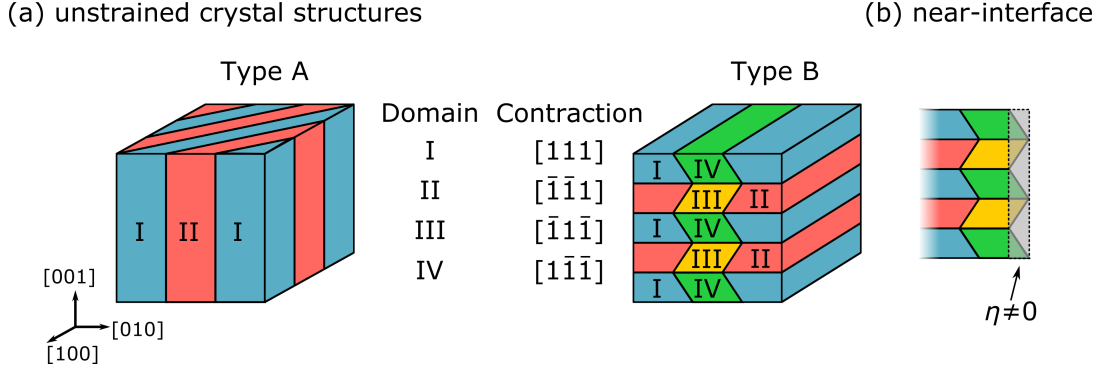 (a) unstrained crystal structures
(b) near-interface
Type A
Type B
Domain Contraction
I [111]
II [1̄1̄1]
III [1̄11̄]
IV [11̄1̄]
I II I
[001]
[010]
[100]
I IV
III II
I IV
III II
I IV
η≠0